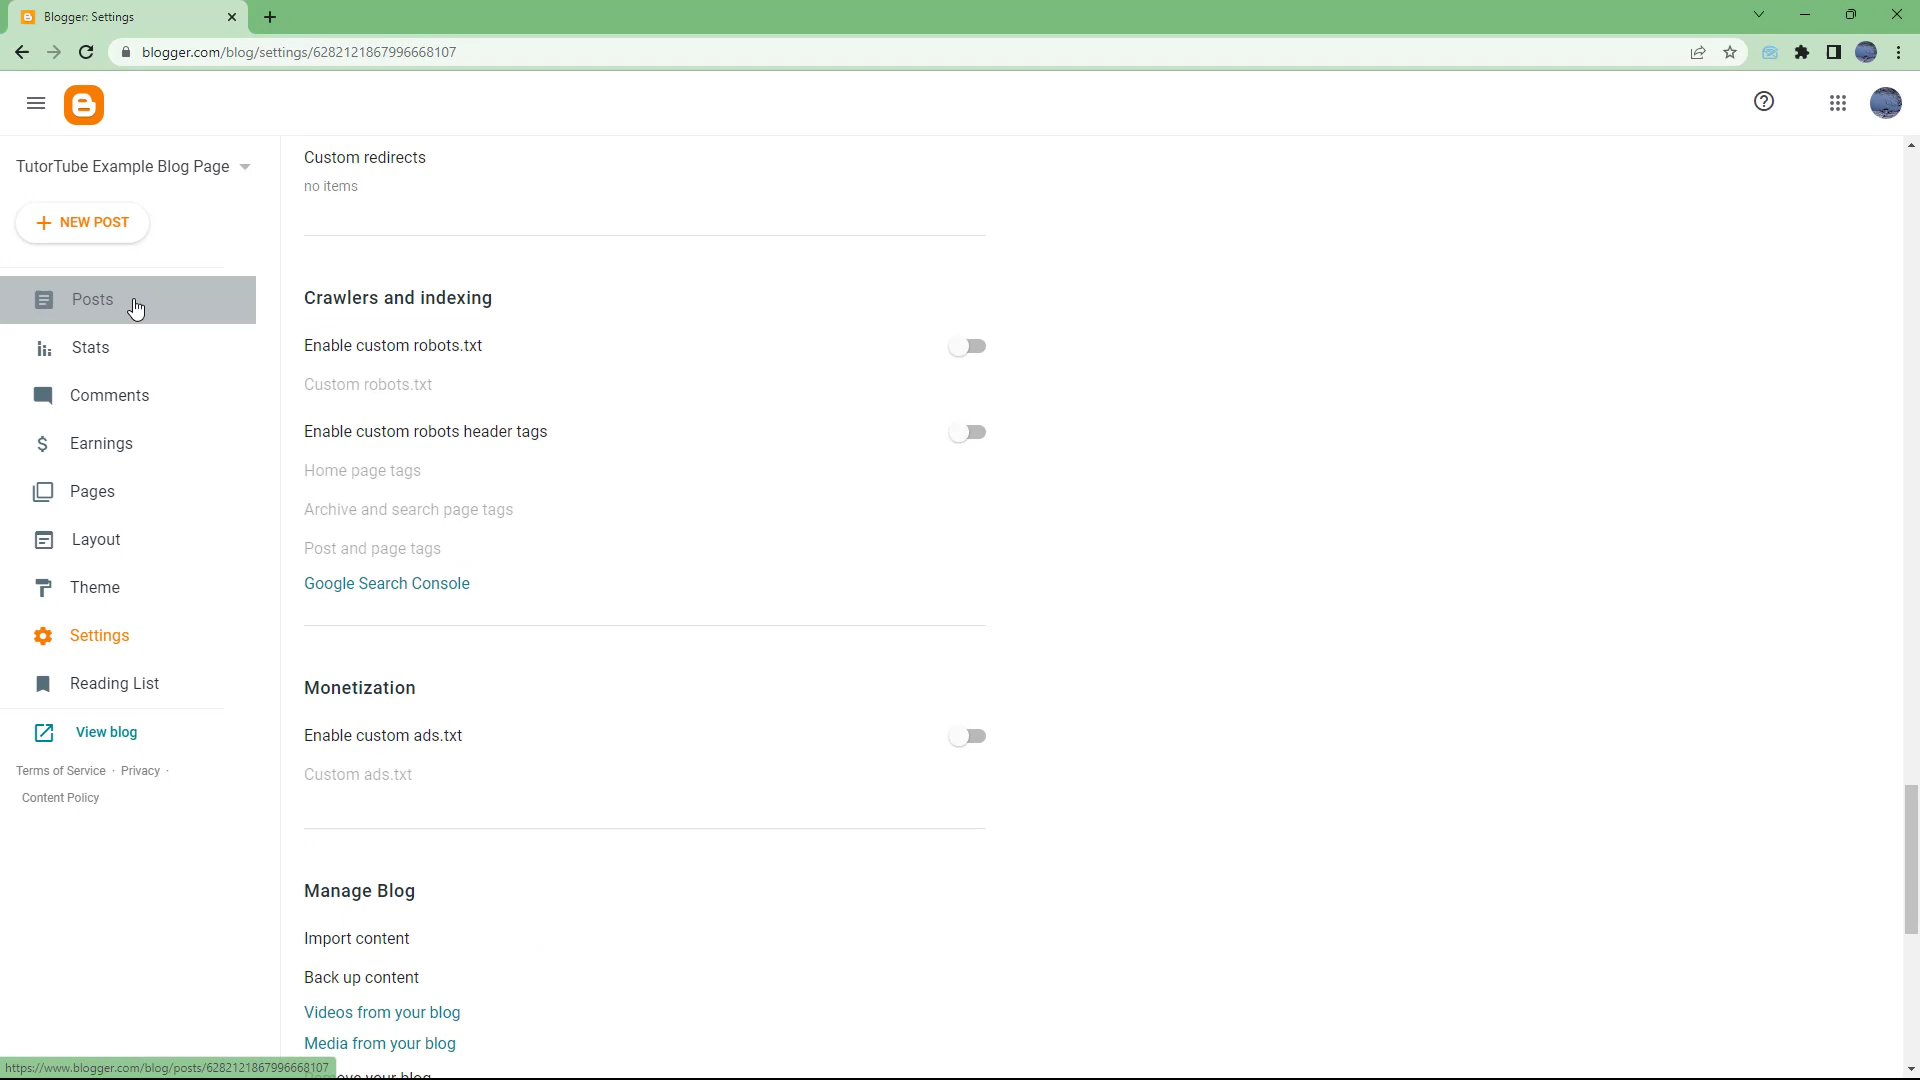 Blogger: Settings
blogger.com/blog/settings/6282121867996668107
TutorTube Example Blog Page
NEW POST
Posts
Stats
Comments
Earnings
Pages
Layout
Theme
Settings
Reading List
View blog
Terms of Service · Privacy ·
Content Policy
https://www.blogger.com/blog/posts/6282121867996668107
Custom redirects
no items
Crawlers and indexing
Enable custom robots.txt
Custom robots.txt
Enable custom robots header tags
Home page tags
Archive and search page tags
Post and page tags
Google Search Console
Monetization
Enable custom ads.txt
Custom ads.txt
Manage Blog
Import content
Back up content
Videos from your blog
Media from your blog
Remove your blog